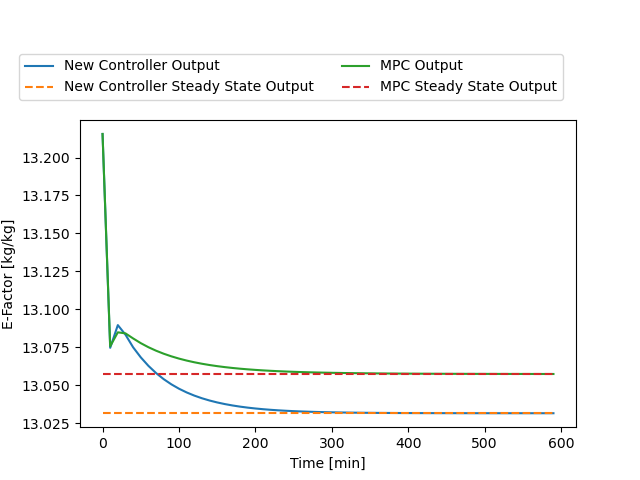 New Controller Output
New Controller Steady State Output
MPC Output
MPC Steady State Output
E-Factor [kg/kg]
13.200
13.175
13.150
13.125
13.100
13.075
13.050
13.025
0 100 200 300 400 500 600
Time [min]